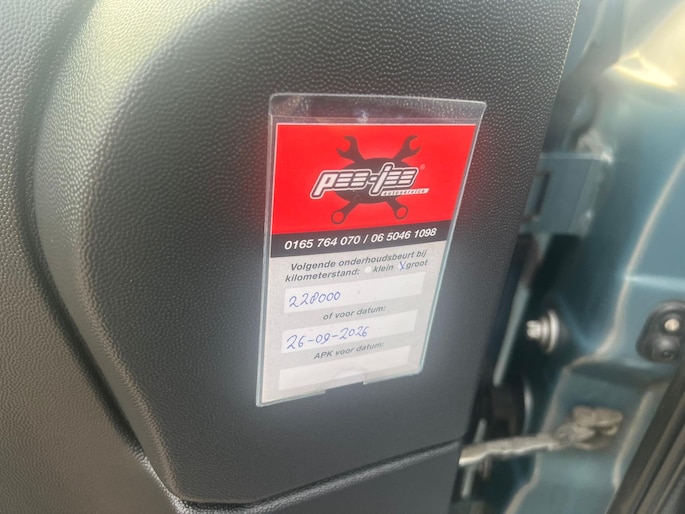 pee-jee®
AUTOSERVICE
0165 764 070 / 06 5046 1098
Volgende onderhoudsbeurt bij
kilometerstand: klein groot
228000
of voor datum:
26-09-2026
APK voor datum: